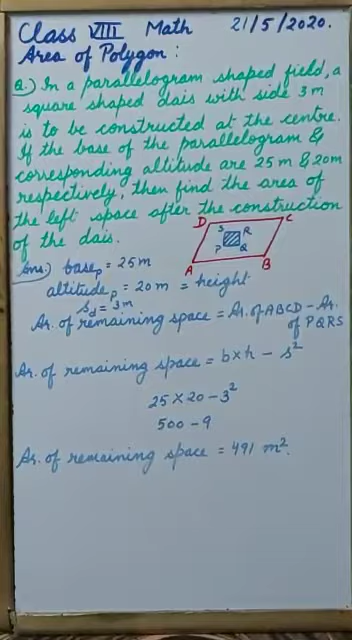 Class VIII Math 21/5/2020.
Area of Polygon:
Q.) In a parallelogram shaped field, a
square shaped dais with side 3m
is to be constructed at the centre.
If the base of the parallelogram &
corresponding altitude are 25m & 20m
respectively, then find the area of
the left space after the construction
of the dais.
D C
S R
P Q
A B
Ans.) base p = 25m
altitude p = 20m = height
s d = 3m
Ar. of remaining space = Ar. of ABCD - Ar.
of PQRS
Ar. of remaining space = b×h - s²
25×20-3²
500-9
Ar. of remaining space = 491 m².